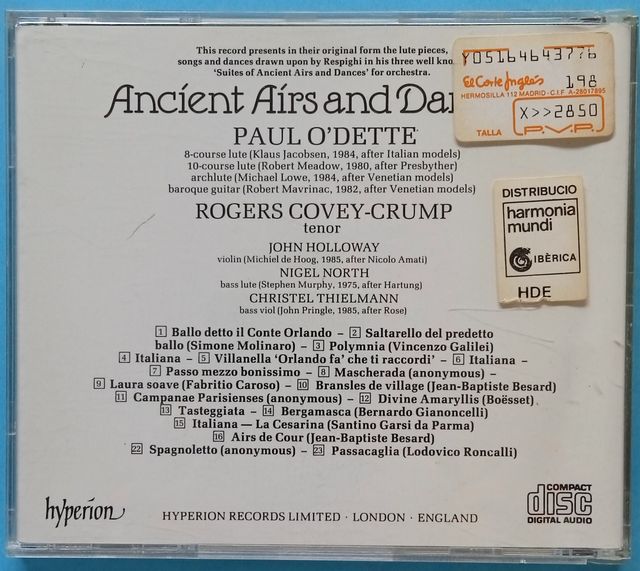 This record presents in their original form the lute pieces,
songs and dances drawn upon by Respighi in his three well
'Suites of Ancient Airs and Dances' for orchestra.
Ancient Airs and
PAUL O'DETTE
8-course lute (Klaus Jacobsen, 1984, after Italian models)
10-course lute (Robert Meadow, 1980, after Presbyther)
archlute (Michael Lowe, 1984, after Venetian models)
baroque guitar (Robert Mavrinac, 1982, after Venetian models)
ROGERS COVEY-CRUMP
tenor
JOHN HOLLOWAY
violin (Michiel de Hoog, 1985, after Nicolo Amati)
NIGEL NORTH
bass lute (Stephen Murphy, 1975, after Hartung)
CHRISTEL THIELMANN
bass viol (John Pringle, 1985, after Rose)
1 Ballo detto il Conte Orlando – 2 Saltarello del predetto
ballo (Simone Molinaro) – 3 Polymnia (Vincenzo Galilei)
4 Italiana – 5 Villanella 'Orlando fa' che ti raccordi' – 6 Italiana –
7 Passo mezzo bonissimo – 8 Mascherada (anonymous) –
9 Laura soave (Fabritio Caroso) – 10 Bransles de village (Jean-Baptiste Besard)
11 Campanae Parisienses (anonymous) – 12 Divine Amaryllis (Boësset)
13 Tasteggiata – 14 Bergamasca (Bernardo Gianoncelli)
15 Italiana — La Cesarina (Santino Garsi da Parma)
16 Airs de Cour (Jean-Baptiste Besard)
22 Spagnoletto (anonymous) – 23 Passacaglia (Lodovico Roncalli)
hyperion
HYPERION RECORDS LIMITED · LONDON · ENGLAND
COMPACT
disc
DIGITAL AUDIO
Y05164643776
El Corte Inglés 198
HERMOSILLA 112 MADRID - C.I.F A-28017895
X>>2850
TALLA P.V.P.
DISTRIBUCIO
harmonia
mundi
IBÈRICA
HDE